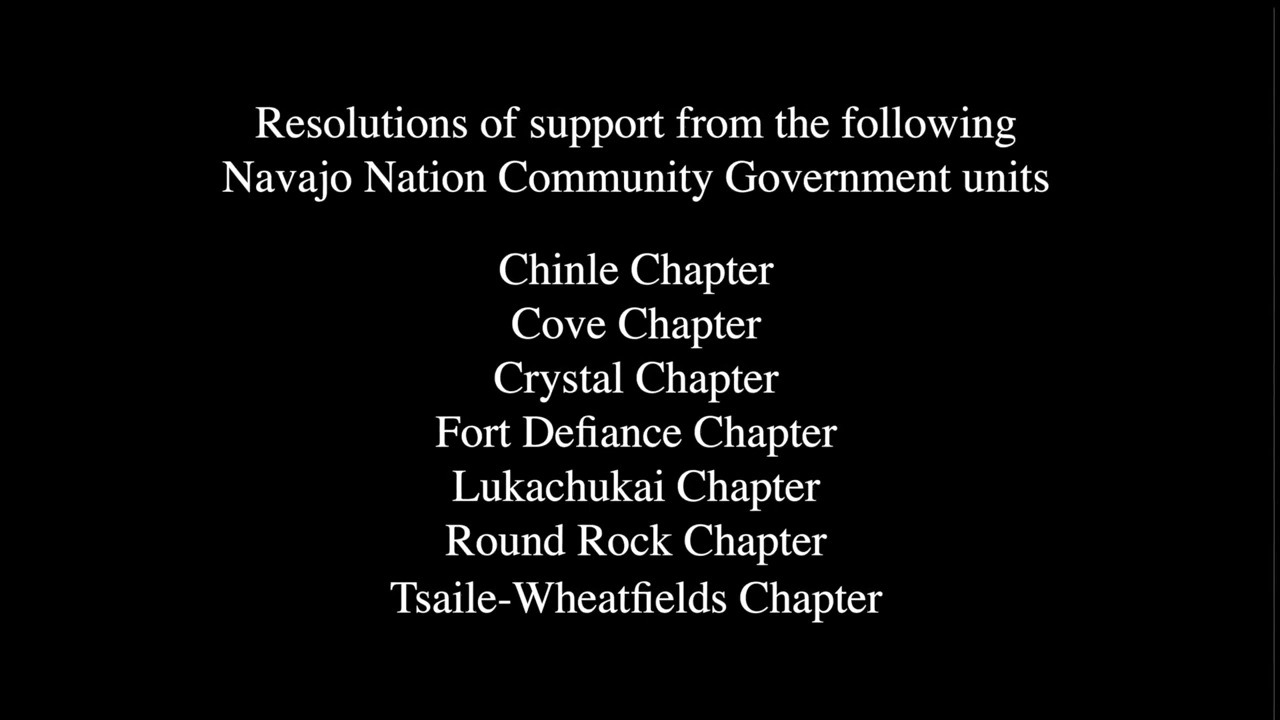 Resolutions of support from the following
Navajo Nation Community Government units
Chinle Chapter
Cove Chapter
Crystal Chapter
Fort Defiance Chapter
Lukachukai Chapter
Round Rock Chapter
Tsaile-Wheatfields Chapter